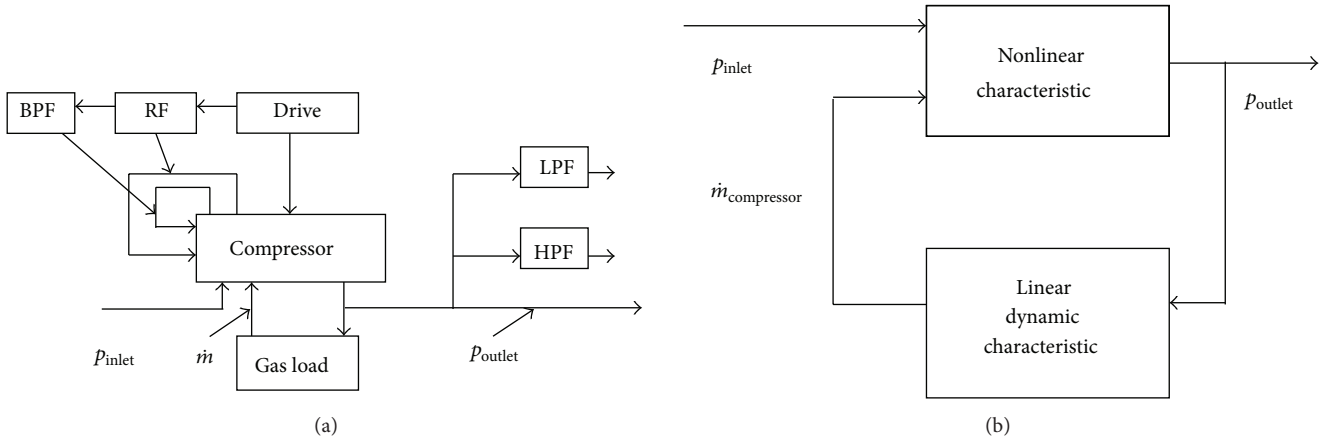 BPF
RF
Drive
LPF
Compressor
HPF
p_inlet
ṁ
p_outlet
Gas load
(a)
p_inlet
Nonlinear
characteristic
p_outlet
ṁ_compressor
Linear
dynamic
characteristic
(b)